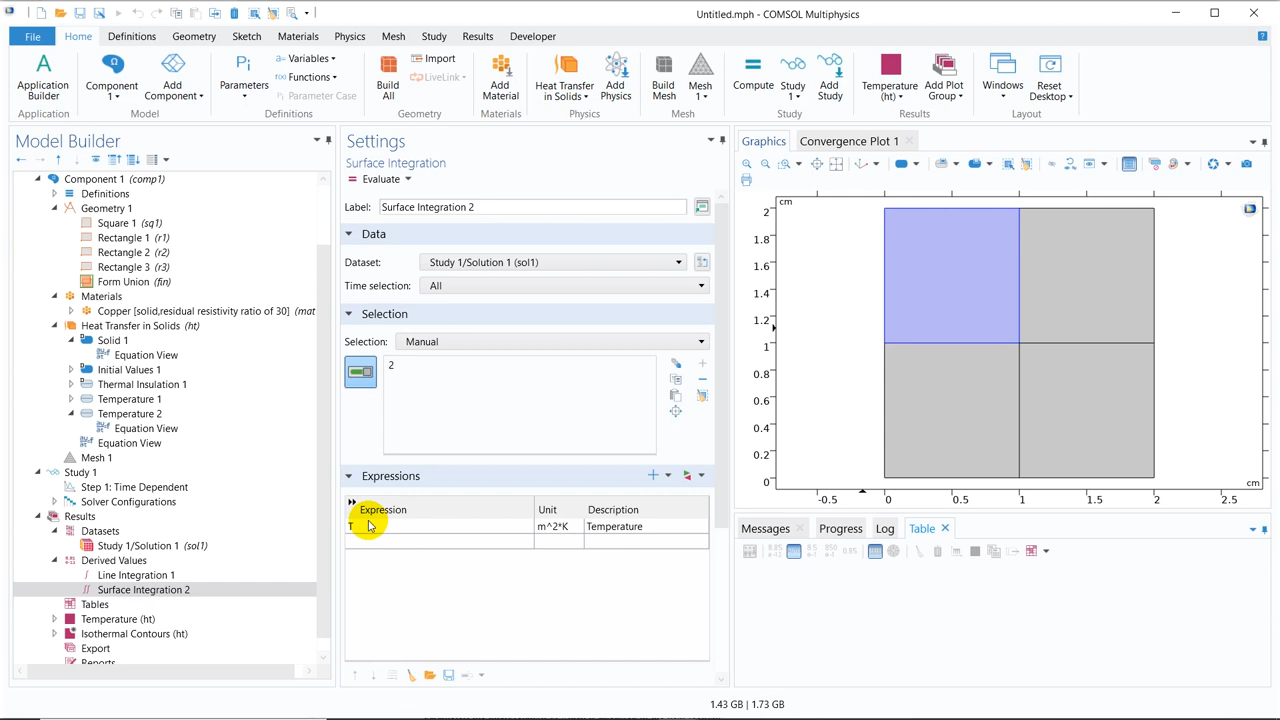 Untitled.mph - COMSOL Multiphysics
File Home Definitions Geometry Sketch Materials Physics Mesh Study Results Developer
Application Builder
Component 1
Add Component
Parameters
a= Variables
f(x)= Functions
Pi Parameter Case
Build All
Import
LiveLink
Add Material
Heat Transfer in Solids
Add Physics
Build Mesh
Mesh 1
Compute
Study 1
Add Study
Temperature (ht)
Add Plot Group
Windows
Reset Desktop
Application Model Definitions Geometry Materials Physics Mesh Study Results Layout
Model Builder
Component 1 (comp1)
Definitions
Geometry 1
Square 1 (sq1)
Rectangle 1 (r1)
Rectangle 2 (r2)
Rectangle 3 (r3)
Form Union (fin)
Materials
Copper [solid,residual resistivity ratio of 30] (mat
Heat Transfer in Solids (ht)
Solid 1
Equation View
Initial Values 1
Thermal Insulation 1
Temperature 1
Temperature 2
Equation View
Equation View
Mesh 1
Study 1
Step 1: Time Dependent
Solver Configurations
Results
Datasets
Study 1/Solution 1 (sol1)
Derived Values
Line Integration 1
Surface Integration 2
Tables
Temperature (ht)
Isothermal Contours (ht)
Export
Reports
Settings
Surface Integration
= Evaluate
Label: Surface Integration 2
Data
Dataset: Study 1/Solution 1 (sol1)
Time selection: All
Selection
Selection: Manual
2
Expressions
Expression Unit Description
T m^2*K Temperature
Graphics Convergence Plot 1
cm
2
1.8
1.6
1.4
1.2
1
0.8
0.6
0.4
0.2
0
cm
-0.5 0 0.5 1 1.5 2 2.5
Messages Progress Log Table
1.43 GB | 1.73 GB